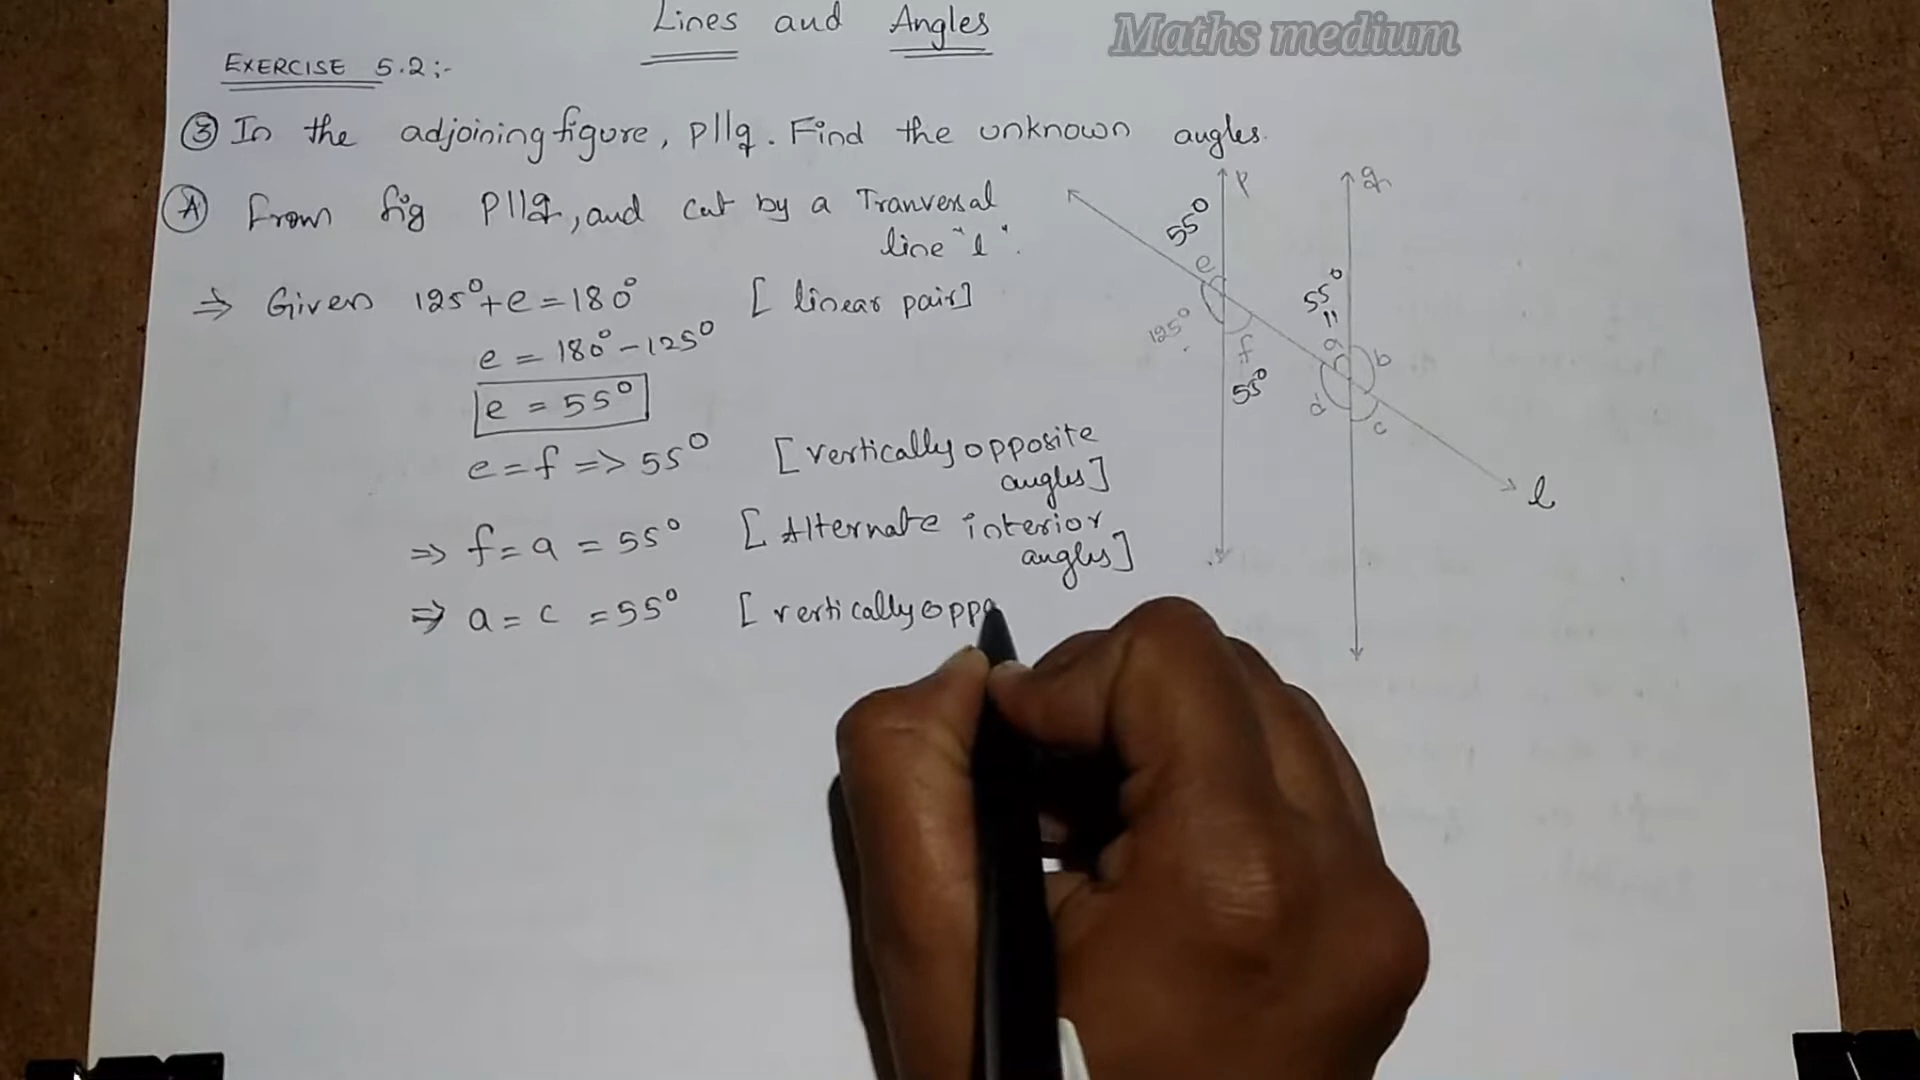 Lines and Angles
Maths medium
EXERCISE 5.2:-
③ In the adjoining figure, p||q. Find the unknown angles.
Ⓐ From fig P||q, and cut by a Tranversal
line "l".
⇒ Given 125°+e=180° [linear pair]
e = 180°-125°
e = 55°
e=f => 55° [vertically opposite
angles]
⇒ f=a = 55° [Alternate interior
angles]
⇒ a = c = 55° [vertically oppo
p
q
55°
e
125°
f
55°
55°
=
a
b
d
c
l